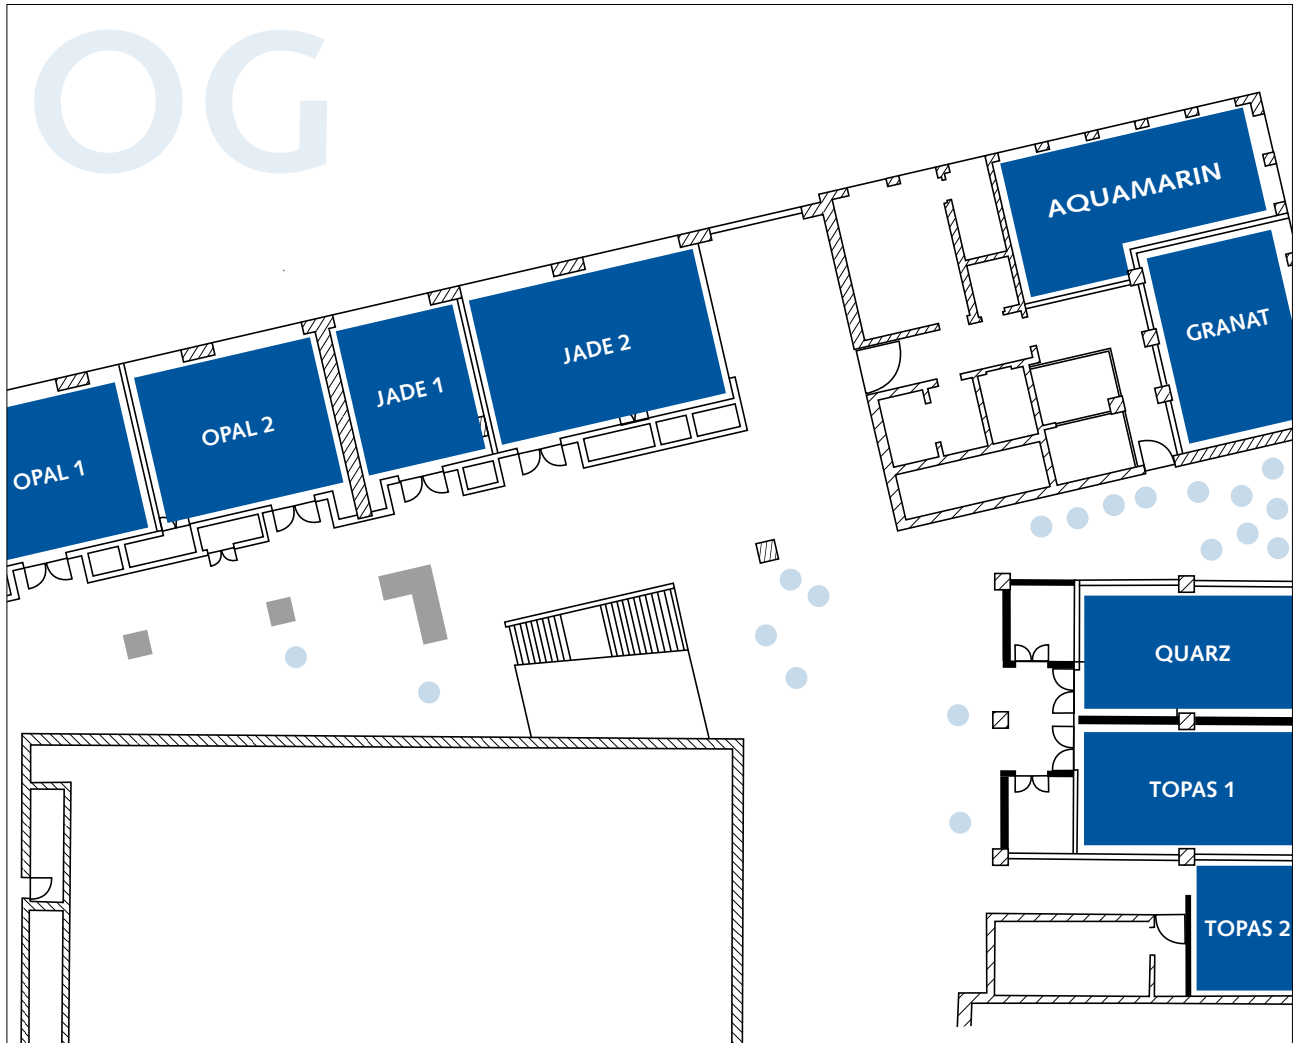 OG
AQUAMARIN
GRANAT
JADE 2
JADE 1
OPAL 2
OPAL 1
QUARZ
TOPAS 1
TOPAS 2